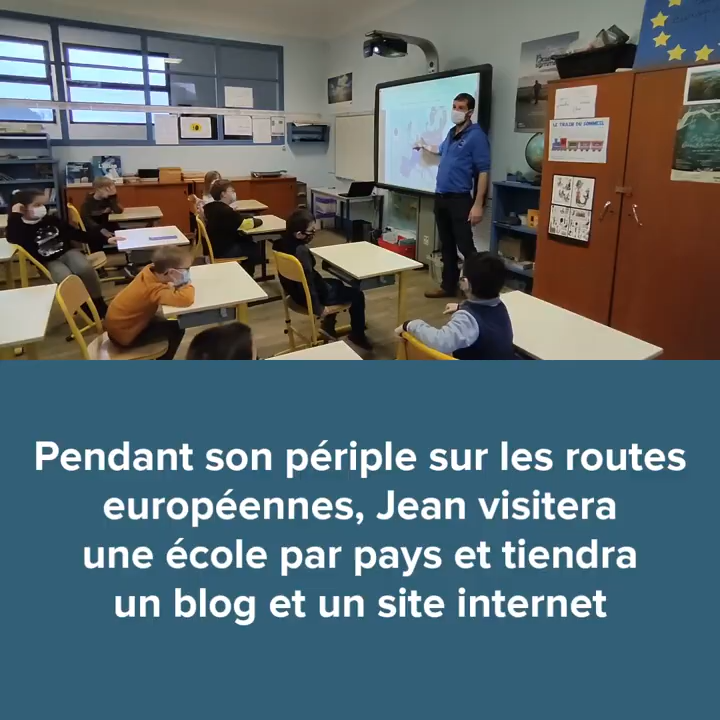 Pendant son périple sur les routes
européennes, Jean visitera
une école par pays et tiendra
un blog et un site internet